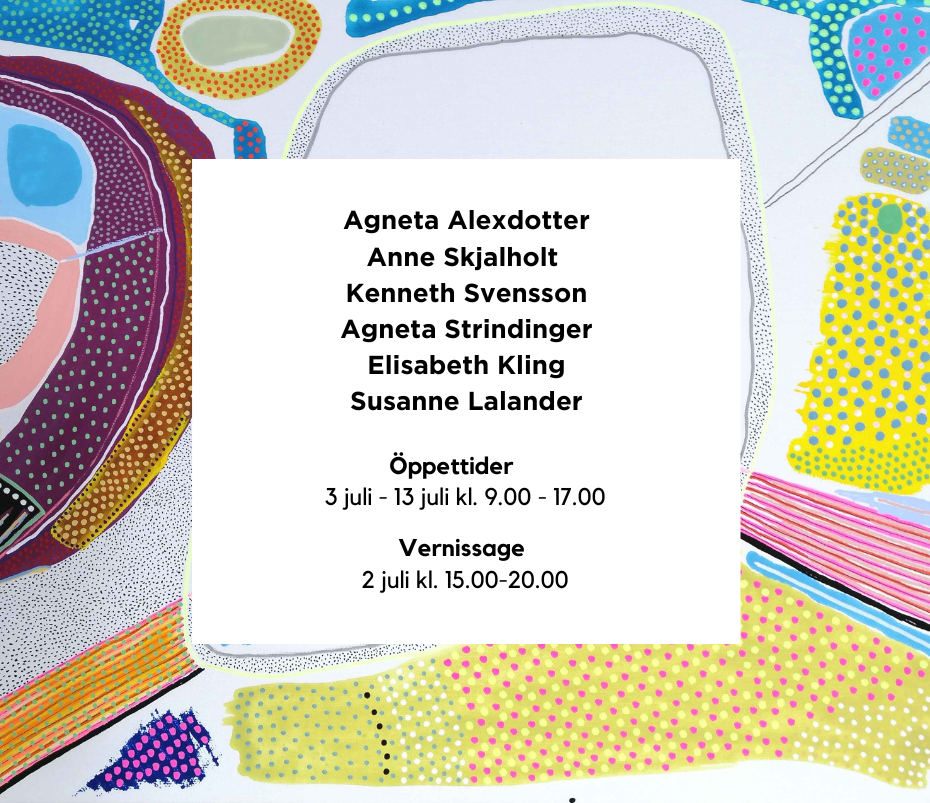 Agneta Alexdotter
Anne Skjalholt
Kenneth Svensson
Agneta Strindinger
Elisabeth Kling
Susanne Lalander
Öppettider
3 juli - 13 juli kl. 9.00 - 17.00
Vernissage
2 juli kl. 15.00-20.00